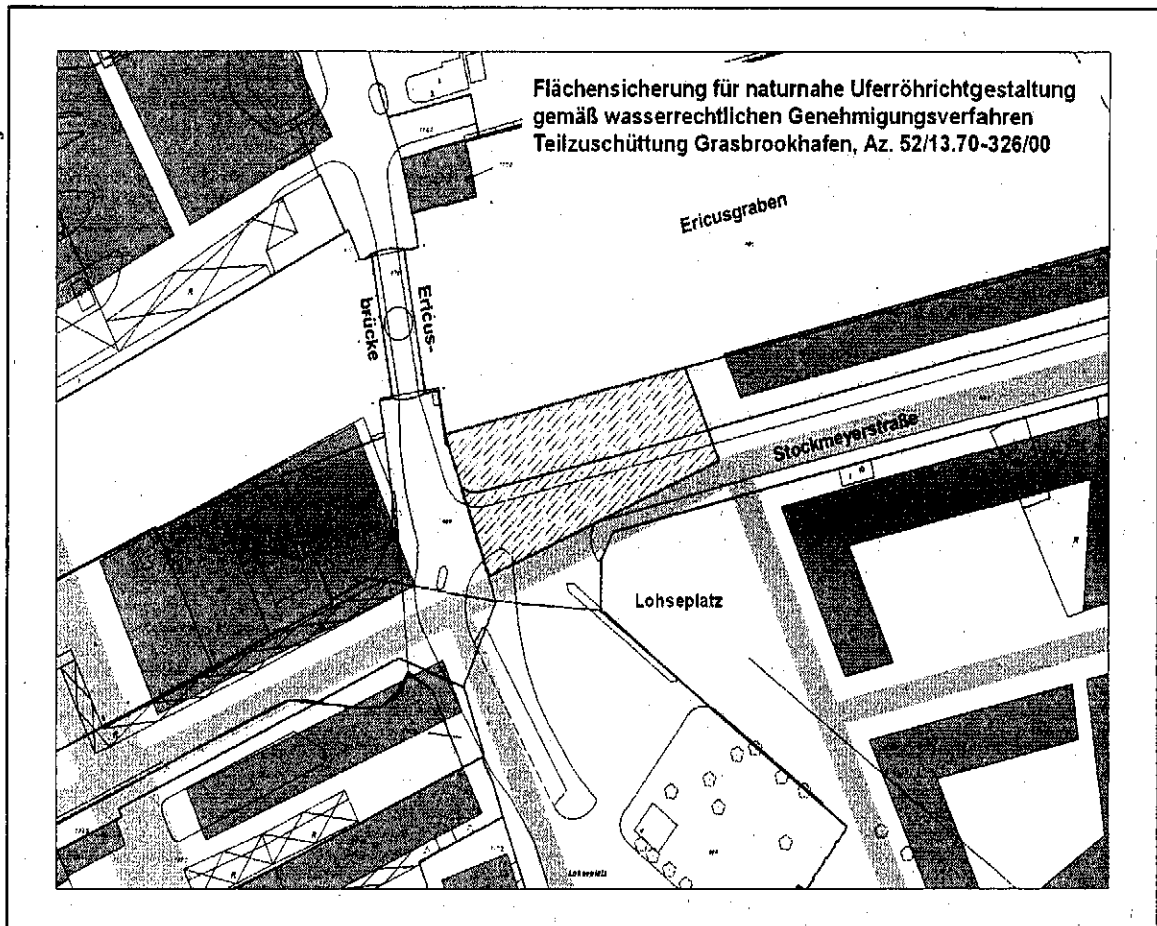 Flächensicherung für naturnahe Uferröhrichtgestaltung
gemäß wasserrechtlichen Genehmigungsverfahren
Teilzuschüttung Grasbrookhafen, Az. 52/13.70-326/00
Ericusgraben
Ericus-
brücke
Stockmeyerstraße
Lohseplatz
Lohseplatz